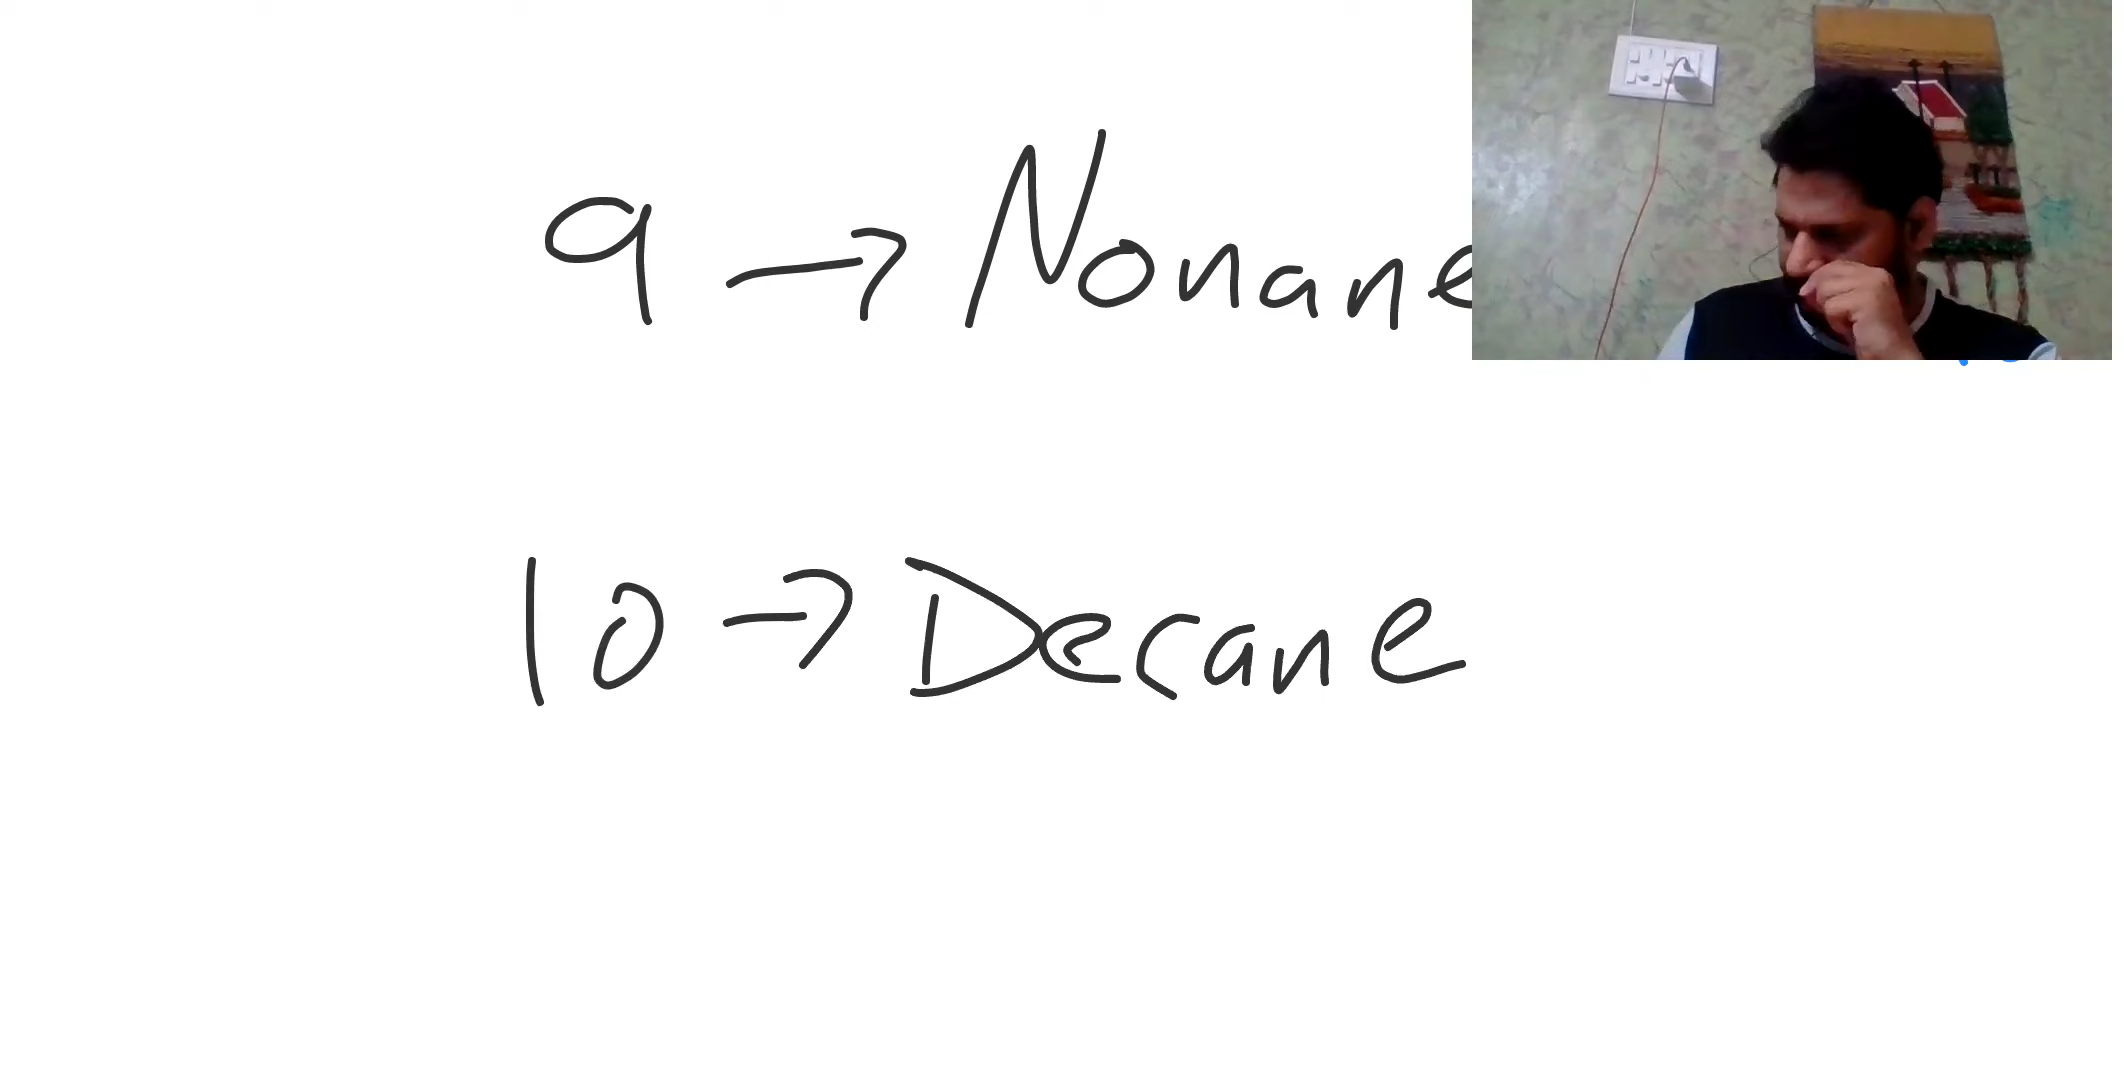 9 → Nonane
10 → Decane